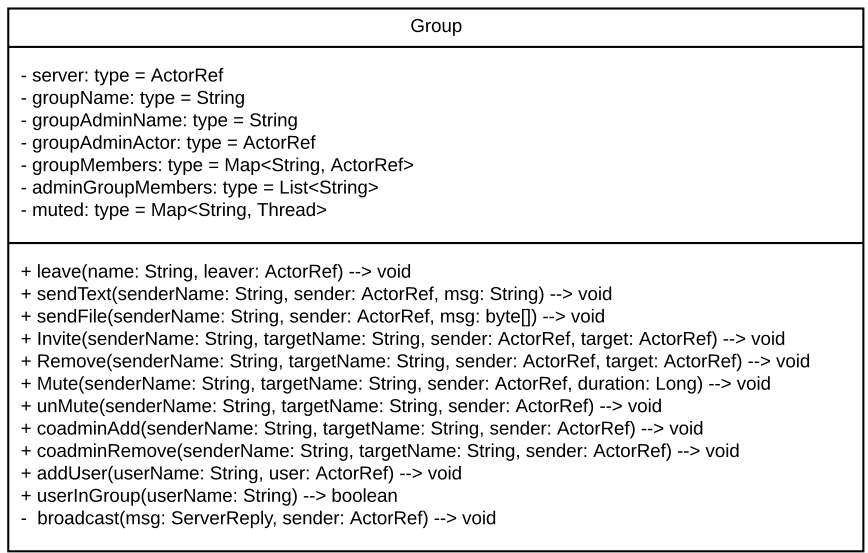 Group
- server: type = ActorRef
- groupName: type = String
- groupAdminName: type = String
- groupAdminActor: type = ActorRef
- groupMembers: type = Map<String, ActorRef>
- adminGroupMembers: type = List<String>
- muted: type = Map<String, Thread>
+ leave(name: String, leaver: ActorRef) --> void
+ sendText(senderName: String, sender: ActorRef, msg: String) --> void
+ sendFile(senderName: String, sender: ActorRef, msg: byte[]) --> void
+ Invite(senderName: String, targetName: String, sender: ActorRef, target: ActorRef) --> void
+ Remove(senderName: String, targetName: String, sender: ActorRef, target: ActorRef) --> void
+ Mute(senderName: String, targetName: String, sender: ActorRef, duration: Long) --> void
+ unMute(senderName: String, targetName: String, sender: ActorRef) --> void
+ coadminAdd(senderName: String, targetName: String, sender: ActorRef) --> void
+ coadminRemove(senderName: String, targetName: String, sender: ActorRef) --> void
+ addUser(userName: String, user: ActorRef) --> void
+ userInGroup(userName: String) --> boolean
- broadcast(msg: ServerReply, sender: ActorRef) --> void